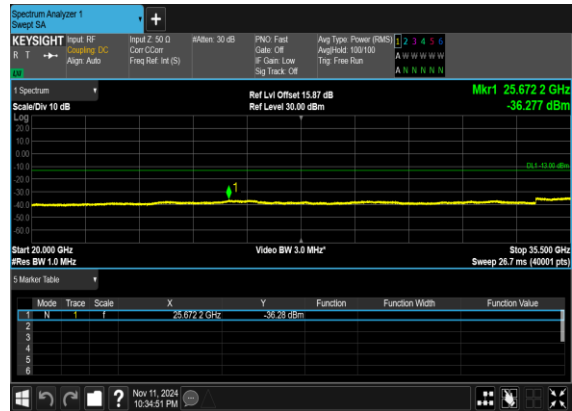 Spectrum Analyzer 1
Swept SA
+
KEYSIGHT
R T
Input: RF
Coupling: DC
Align: Auto
Input Z: 50 Ω
Corr CCorr
Freq Ref: Int (S)
#Atten: 30 dB
PNO: Fast
Gate: Off
IF Gain: Low
Sig Track: Off
Avg Type: Power (RMS)
Avg|Hold: 100/100
Trig: Free Run
1 2 3 4 5 6
A W W W W W
A N N N N N
1 Spectrum
Scale/Div 10 dB
Ref Lvl Offset 15.87 dB
Ref Level 30.00 dBm
Mkr1 25.672 2 GHz
-36.277 dBm
Log
20.0
10.0
0.00
-10.0
-20.0
-30.0
-40.0
-50.0
-60.0
DL1 -13.00 dBm
1
Start 20.000 GHz
#Res BW 1.0 MHz
Video BW 3.0 MHz*
Stop 35.500 GHz
Sweep 26.7 ms (40001 pts)
5 Marker Table
Mode Trace Scale X Y Function Function Width Function Value
1 N 1 f 25.672 2 GHz -36.28 dBm
2
3
4
5
6
?
Nov 11, 2024
10:34:51 PM